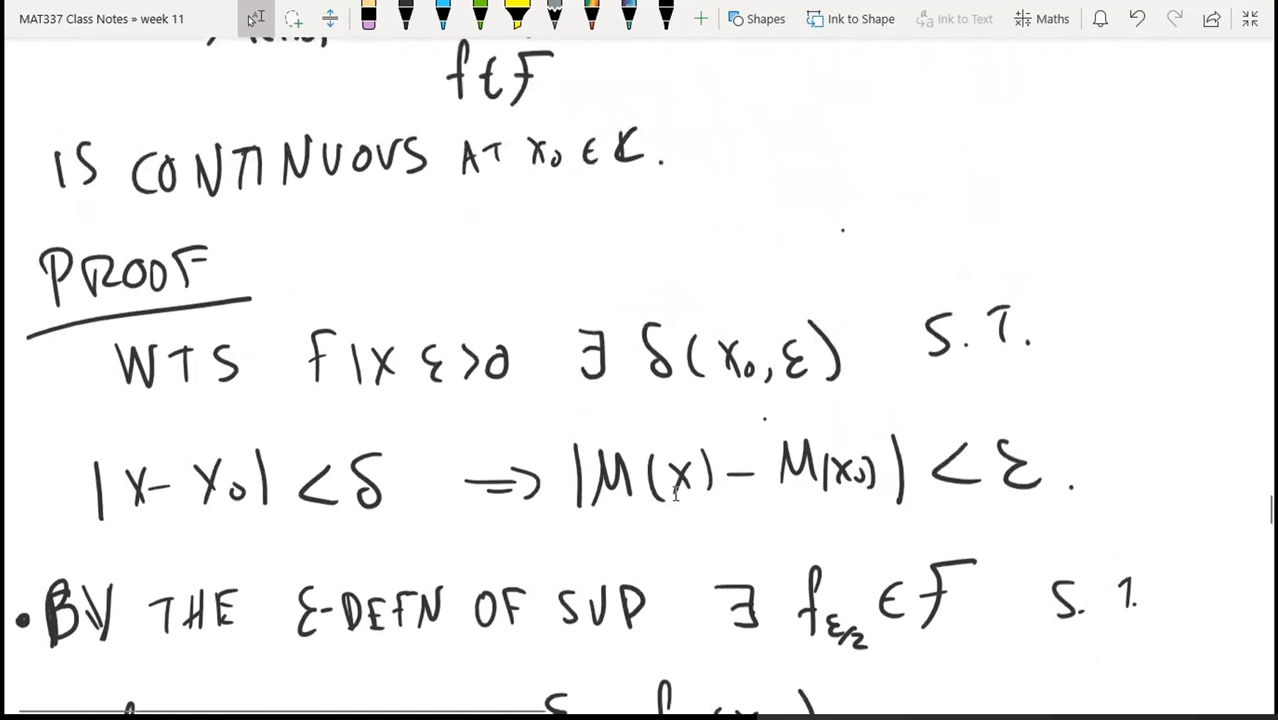 MAT337 Class Notes » week 11
Shapes Ink to Shape Ink to Text Maths
f ∈ F
IS CONTINUOUS AT x₀ ∈ K.
PROOF
WTS FIX ε>0 ∃ δ(x₀,ε) S.T.
|x-x₀| < δ ⟹ |M(x) - M(x₀)| < ε.
• BY THE ε-DEFN OF SUP ∃ f_{ε/2} ∈ F S.T.